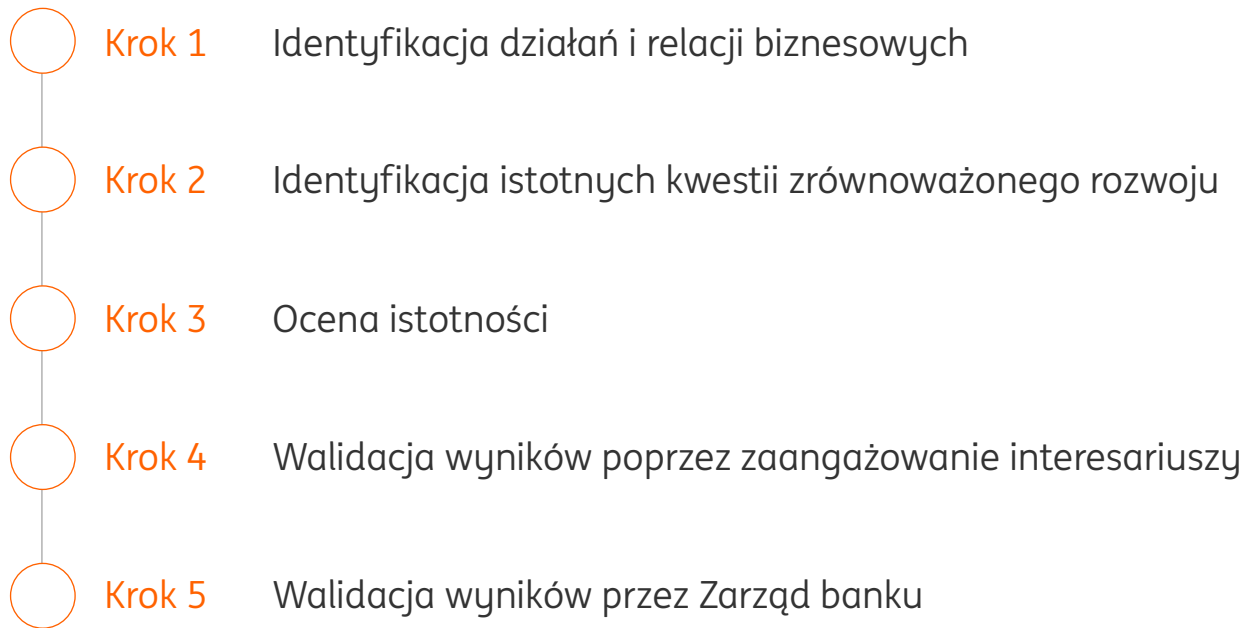 Krok 1 Identyfikacja działań i relacji biznesowych
Krok 2 Identyfikacja istotnych kwestii zrównoważonego rozwoju
Krok 3 Ocena istotności
Krok 4 Walidacja wyników poprzez zaangażowanie interesariuszy
Krok 5 Walidacja wyników przez Zarząd banku